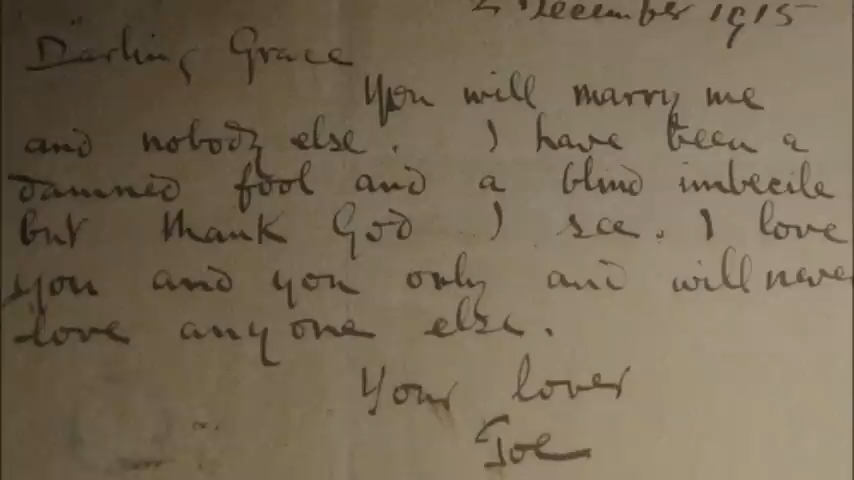 2 December 1915
Darling Grace
You will marry me
and nobody else. I have been a
damned fool and a blind imbecile
but thank God I see. I love
you and you only and will never
love anyone else.
Your lover
Joe